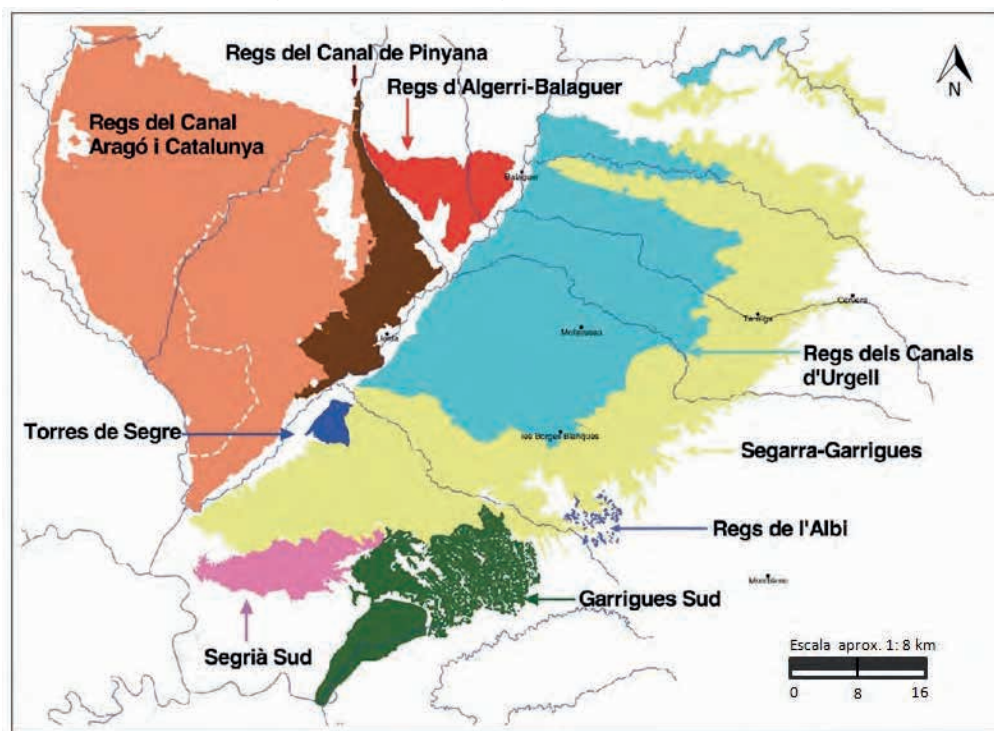 Regs del Canal de Pinyana
Regs d'Algerri-Balaguer
N
Regs del Canal
Aragó i Catalunya
Balaguer
Cervera
Tàrrega
Lleida
Mollerussa
Regs dels Canals
d'Urgell
Torres de Segre
les Borges Blanques
Segarra-Garrigues
Regs de l'Albi
Garrigues Sud
Segrià Sud
Escala aprox. 1: 8 km
0 8 16